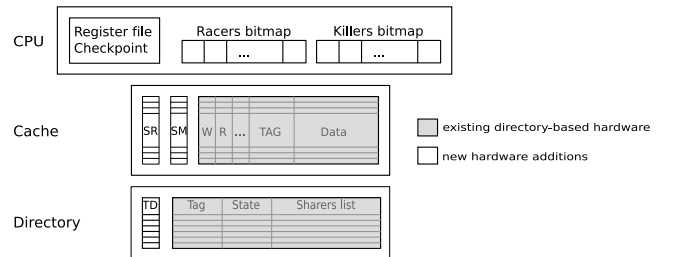 CPU
Register file
Checkpoint
Racers bitmap
...
Killers bitmap
...
Cache
SR
SM
W
R
...
TAG
Data
existing directory-based hardware
new hardware additions
Directory
TD
Tag
State
Sharers list